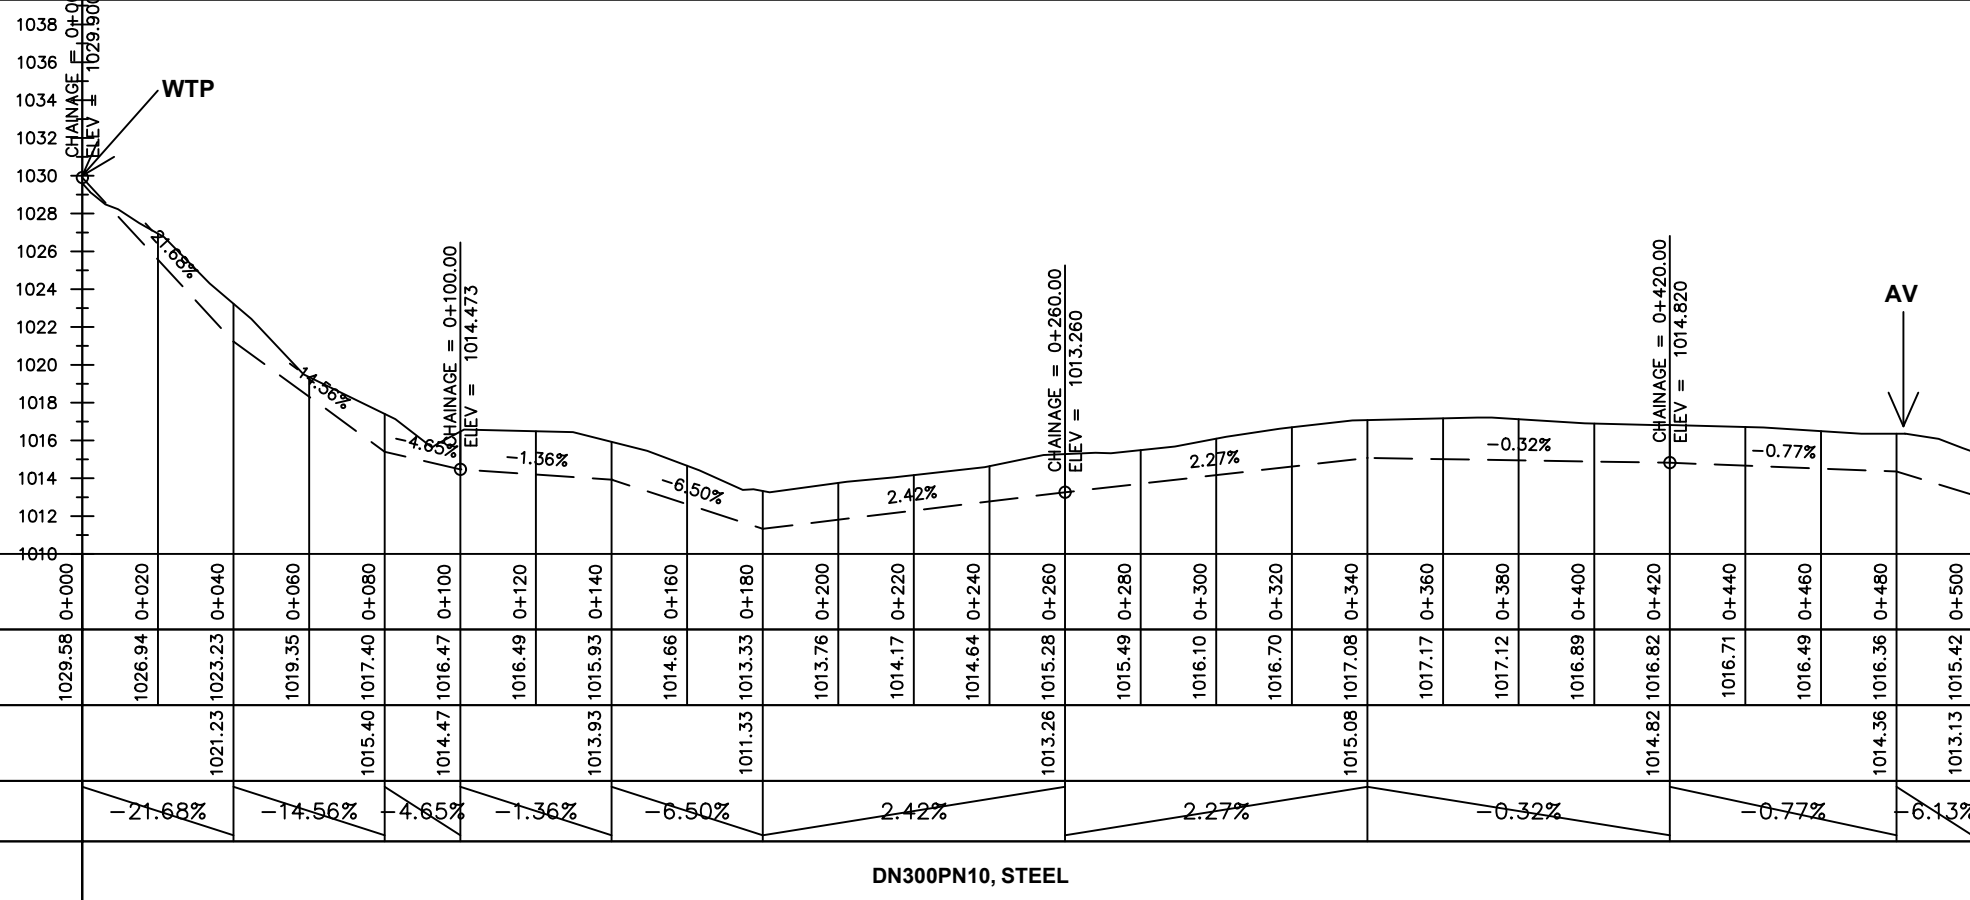 1038
1036
1034
1032
1030
1028
1026
1024
1022
1020
1018
1016
1014
1012
1010
CHAINAGE = 0+0
ELEV = 1029.900
WTP
CHAINAGE = 0+100.00
ELEV = 1014.473
CHAINAGE = 0+260.00
ELEV = 1013.260
CHAINAGE = 0+420.00
ELEV = 1014.820
AV
-21.68%
-14.56%
-4.65%
-1.36%
-6.50%
2.42%
2.27%
-0.32%
-0.77%
0+000 0+020 0+040 0+060 0+080 0+100 0+120 0+140 0+160 0+180 0+200 0+220 0+240 0+260 0+280 0+300 0+320 0+340 0+360 0+380 0+400 0+420 0+440 0+460 0+480 0+500
1029.58 1026.94 1023.23 1019.35 1017.40 1016.47 1016.49 1015.93 1014.66 1013.33 1013.76 1014.17 1014.64 1015.28 1015.49 1016.10 1016.70 1017.08 1017.17 1017.12 1016.89 1016.82 1016.71 1016.49 1016.36 1015.42
1021.23 1015.40 1014.47 1013.93 1011.33 1013.26 1015.08 1014.82 1014.36 1013.13
-21.68% -14.56% -4.65% -1.36% -6.50% 2.42% 2.27% -0.32% -0.77% -6.13%
DN300PN10, STEEL